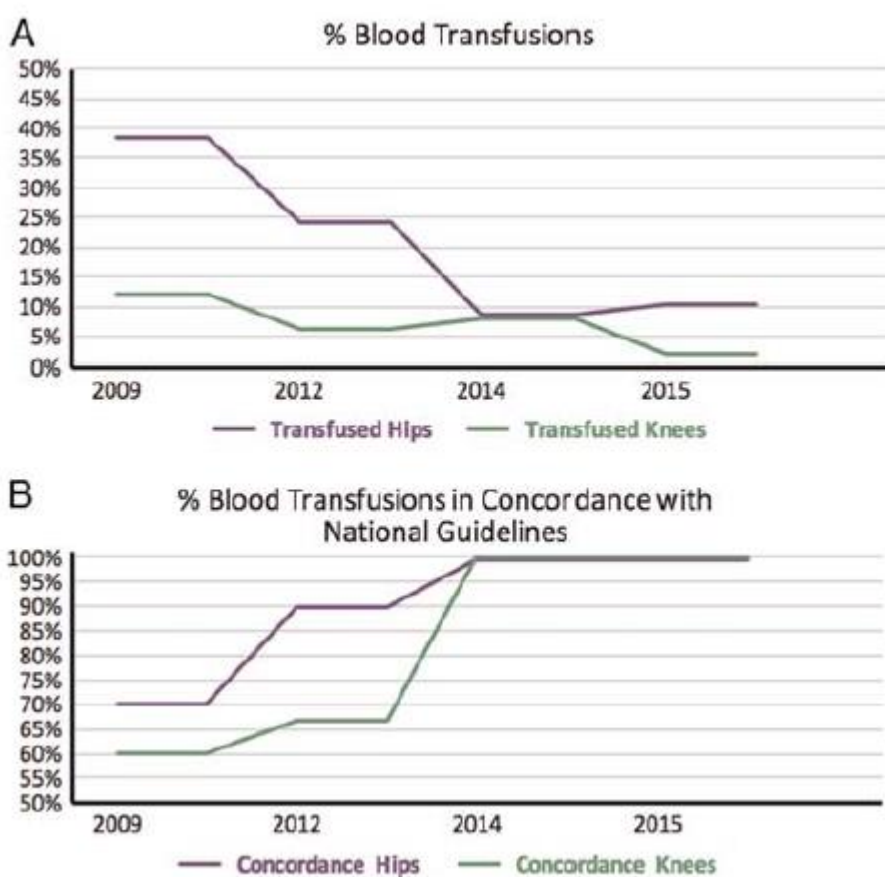 A
% Blood Transfusions
50%
45%
40%
35%
30%
25%
20%
15%
10%
5%
0%
2009 2012 2014 2015
Transfused Hips Transfused Knees
B
% Blood Transfusions in Concordance with
National Guidelines
100%
95%
90%
85%
80%
75%
70%
65%
60%
55%
50%
2009 2012 2014 2015
Concordance Hips Concordance Knees